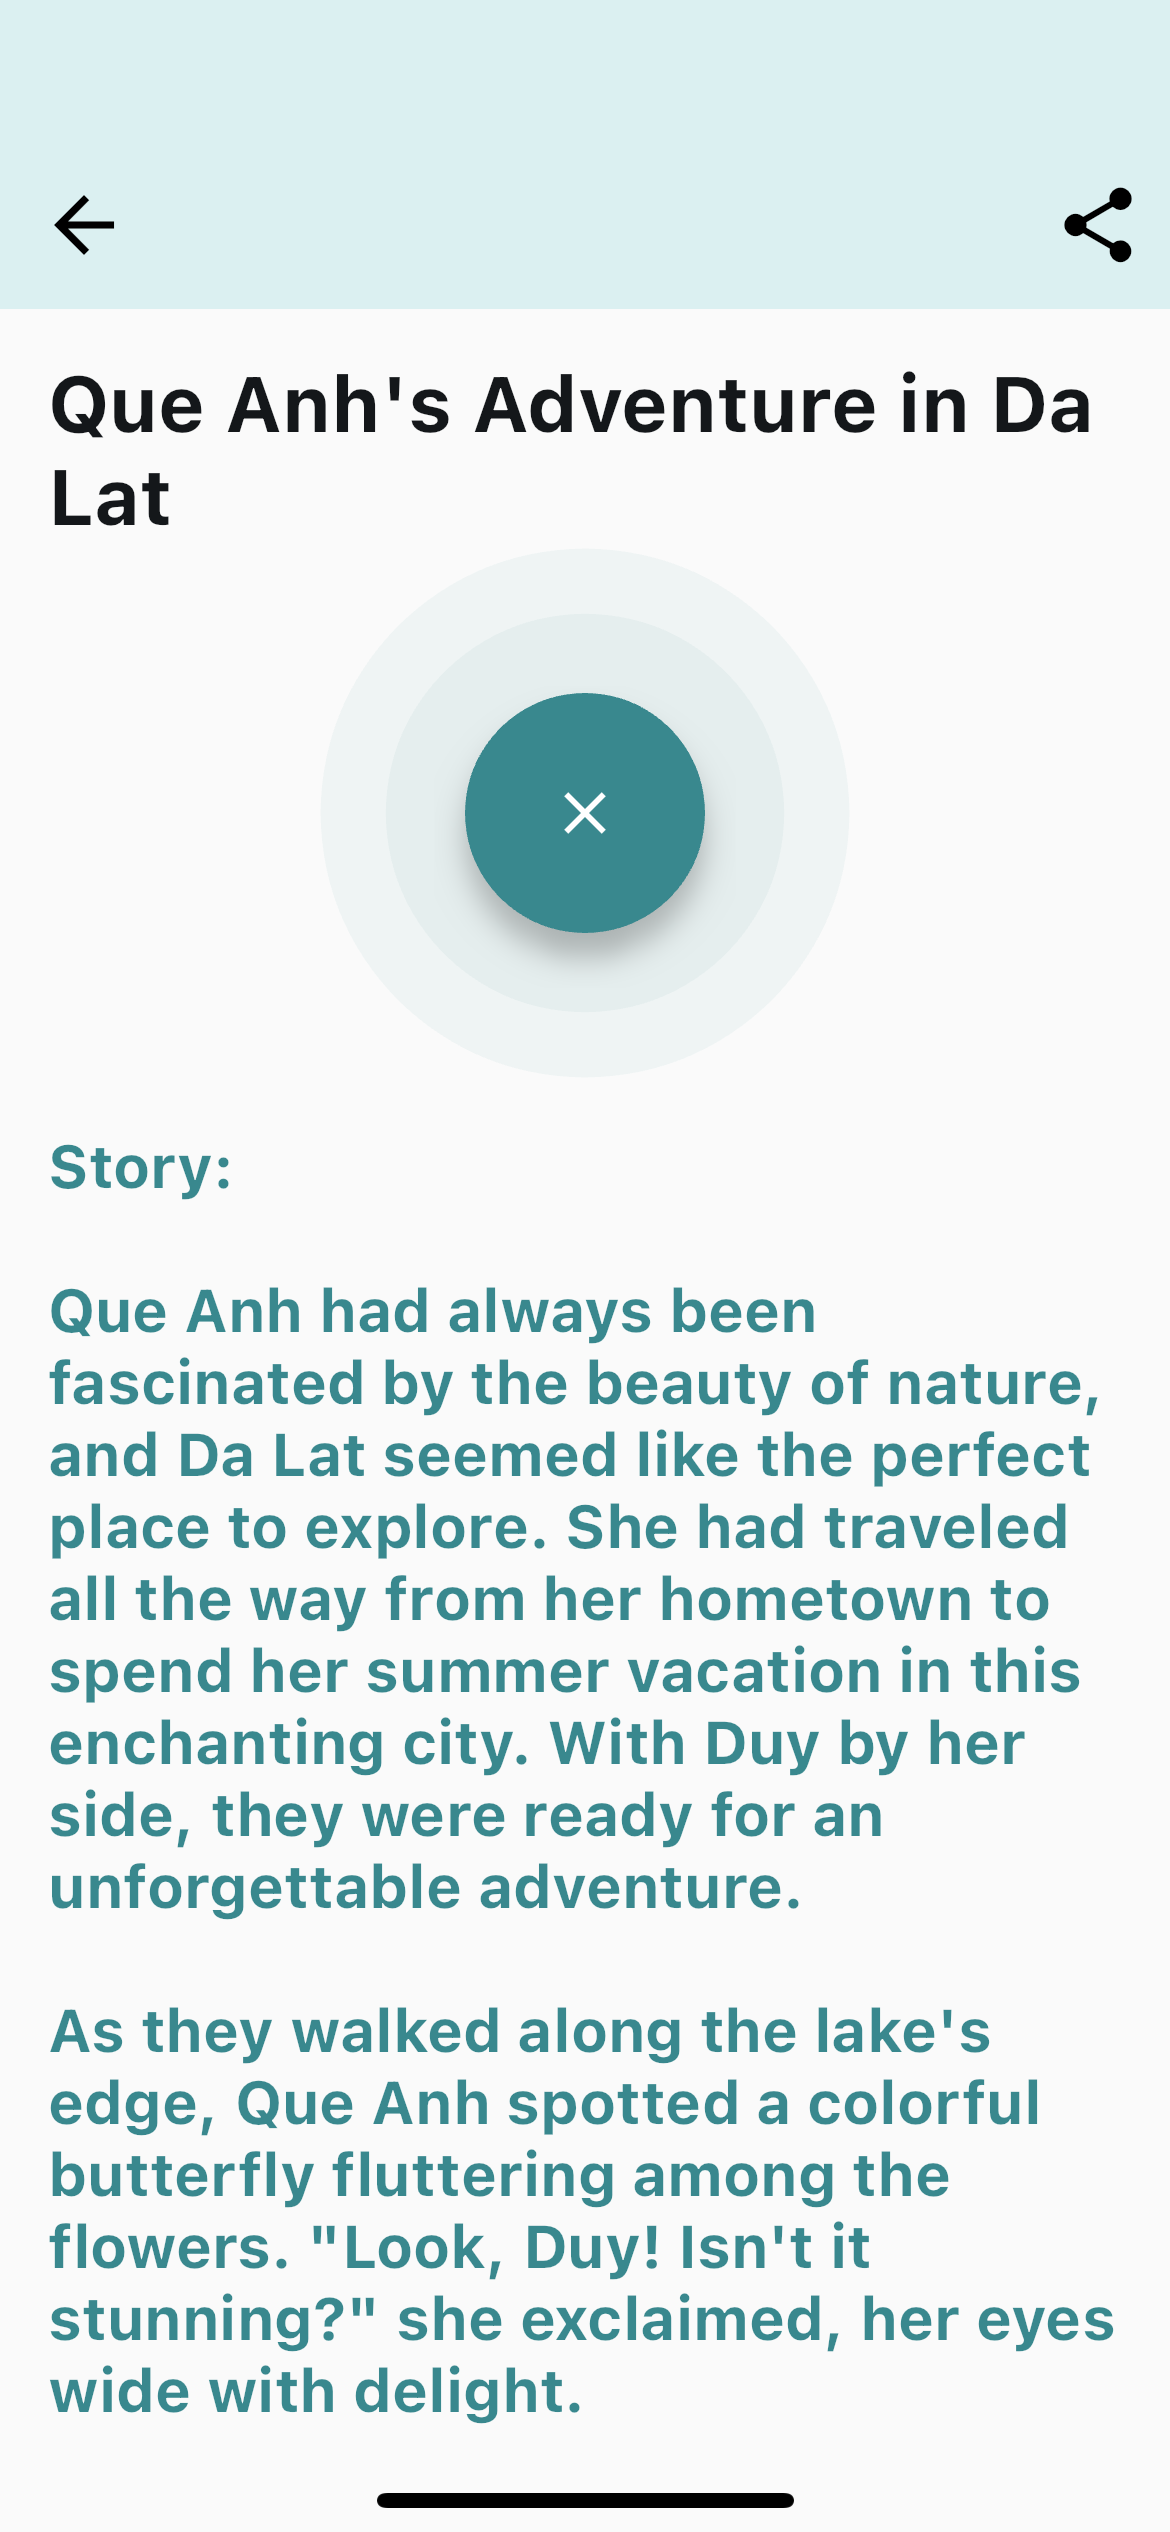 Que Anh's Adventure in Da
Lat
Story:
Que Anh had always been
fascinated by the beauty of nature,
and Da Lat seemed like the perfect
place to explore. She had traveled
all the way from her hometown to
spend her summer vacation in this
enchanting city. With Duy by her
side, they were ready for an
unforgettable adventure.
As they walked along the lake's
edge, Que Anh spotted a colorful
butterfly fluttering among the
flowers. "Look, Duy! Isn't it
stunning?" she exclaimed, her eyes
wide with delight.